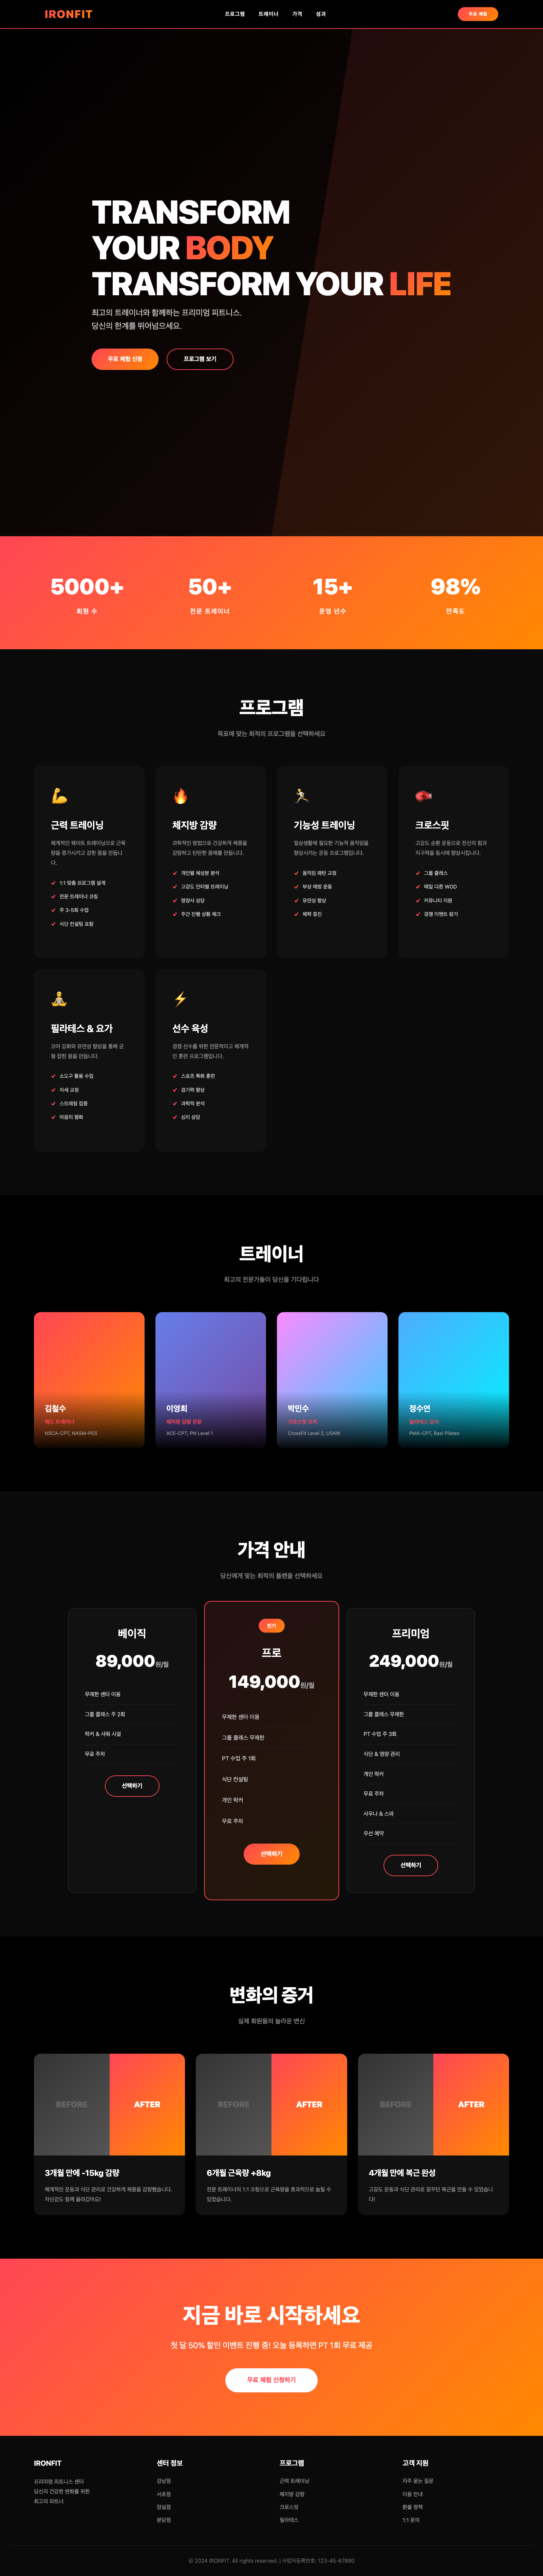 IRONFIT
프로그램
트레이너
가격
성과
무료 체험
TRANSFORM
YOUR BODY
TRANSFORM YOUR LIFE
최고의 트레이너와 함께하는 프리미엄 피트니스.
당신의 한계를 뛰어넘으세요.
무료 체험 신청
프로그램 보기
5000+
회원 수
50+
전문 트레이너
15+
운영 년수
98%
만족도
프로그램
목표에 맞는 최적의 프로그램을 선택하세요
근력 트레이닝
체계적인 웨이트 트레이닝으로 근육
량을 증가시키고 강한 몸을 만듭니
다.
1:1 맞춤 프로그램 설계
전문 트레이너 코칭
주 3-5회 수업
식단 컨설팅 포함
체지방 감량
과학적인 방법으로 건강하게 체중을
감량하고 탄탄한 몸매를 만듭니다.
개인별 체성분 분석
고강도 인터벌 트레이닝
영양사 상담
주간 진행 상황 체크
기능성 트레이닝
일상생활에 필요한 기능적 움직임을
향상시키는 운동 프로그램입니다.
움직임 패턴 교정
부상 예방 운동
유연성 향상
체력 증진
크로스핏
고강도 순환 운동으로 전신의 힘과
지구력을 동시에 향상시킵니다.
그룹 클래스
매일 다른 WOD
커뮤니티 지원
경쟁 이벤트 참가
필라테스 & 요가
코어 강화와 유연성 향상을 통해 균
형 잡힌 몸을 만듭니다.
소도구 활용 수업
자세 교정
스트레칭 집중
마음의 평화
선수 육성
경쟁 선수를 위한 전문적이고 체계적
인 훈련 프로그램입니다.
스포츠 특화 훈련
경기력 향상
과학적 분석
심리 상담
트레이너
최고의 전문가들이 당신을 기다립니다
김철수
헤드 트레이너
NSCA-CPT, NASM-PES
이영희
체지방 감량 전문
ACE-CPT, PN Level 1
박민수
크로스핏 코치
CrossFit Level 2, USAW
정수연
필라테스 강사
PMA-CPT, Basi Pilates
가격 안내
당신에게 맞는 최적의 플랜을 선택하세요
베이직
89,000원/월
무제한 센터 이용
그룹 클래스 주 2회
락커 & 샤워 시설
무료 주차
선택하기
인기
프로
149,000원/월
무제한 센터 이용
그룹 클래스 무제한
PT 수업 주 1회
식단 컨설팅
개인 락커
무료 주차
선택하기
프리미엄
249,000원/월
무제한 센터 이용
그룹 클래스 무제한
PT 수업 주 3회
식단 & 영양 관리
개인 락커
무료 주차
사우나 & 스파
우선 예약
선택하기
변화의 증거
실제 회원들의 놀라운 변신
BEFORE
AFTER
3개월 만에 -15kg 감량
체계적인 운동과 식단 관리로 건강하게 체중을 감량했습니다.
자신감도 함께 올라갔어요!
BEFORE
AFTER
6개월 근육량 +8kg
전문 트레이너의 1:1 코칭으로 근육량을 효과적으로 늘릴 수
있었습니다.
BEFORE
AFTER
4개월 만에 복근 완성
고강도 운동과 식단 관리로 꿈꾸던 복근을 만들 수 있었습니
다!
지금 바로 시작하세요
첫 달 50% 할인 이벤트 진행 중! 오늘 등록하면 PT 1회 무료 제공
무료 체험 신청하기
IRONFIT
프리미엄 피트니스 센터
당신의 건강한 변화를 위한
최고의 파트너
센터 정보
강남점
서초점
잠실점
분당점
프로그램
근력 트레이닝
체지방 감량
크로스핏
필라테스
고객 지원
자주 묻는 질문
이용 안내
환불 정책
1:1 문의
© 2024 IRONFIT. All rights reserved. | 사업자등록번호: 123-45-67890